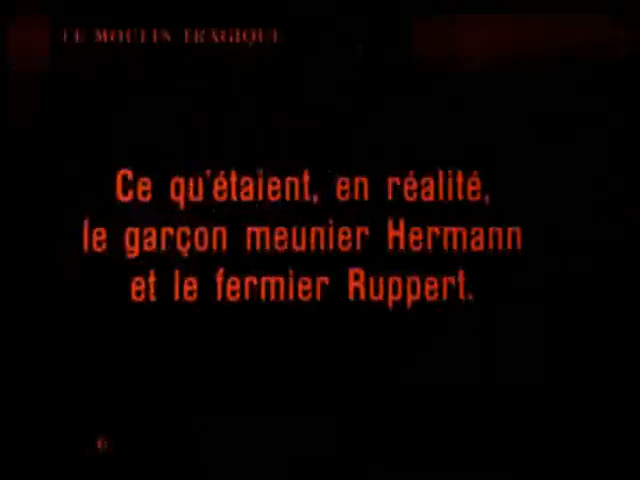 LE MOULIN TRAGIQUE
Ce qu'étaient, en réalité,
le garçon meunier Hermann
et le fermier Ruppert.
6